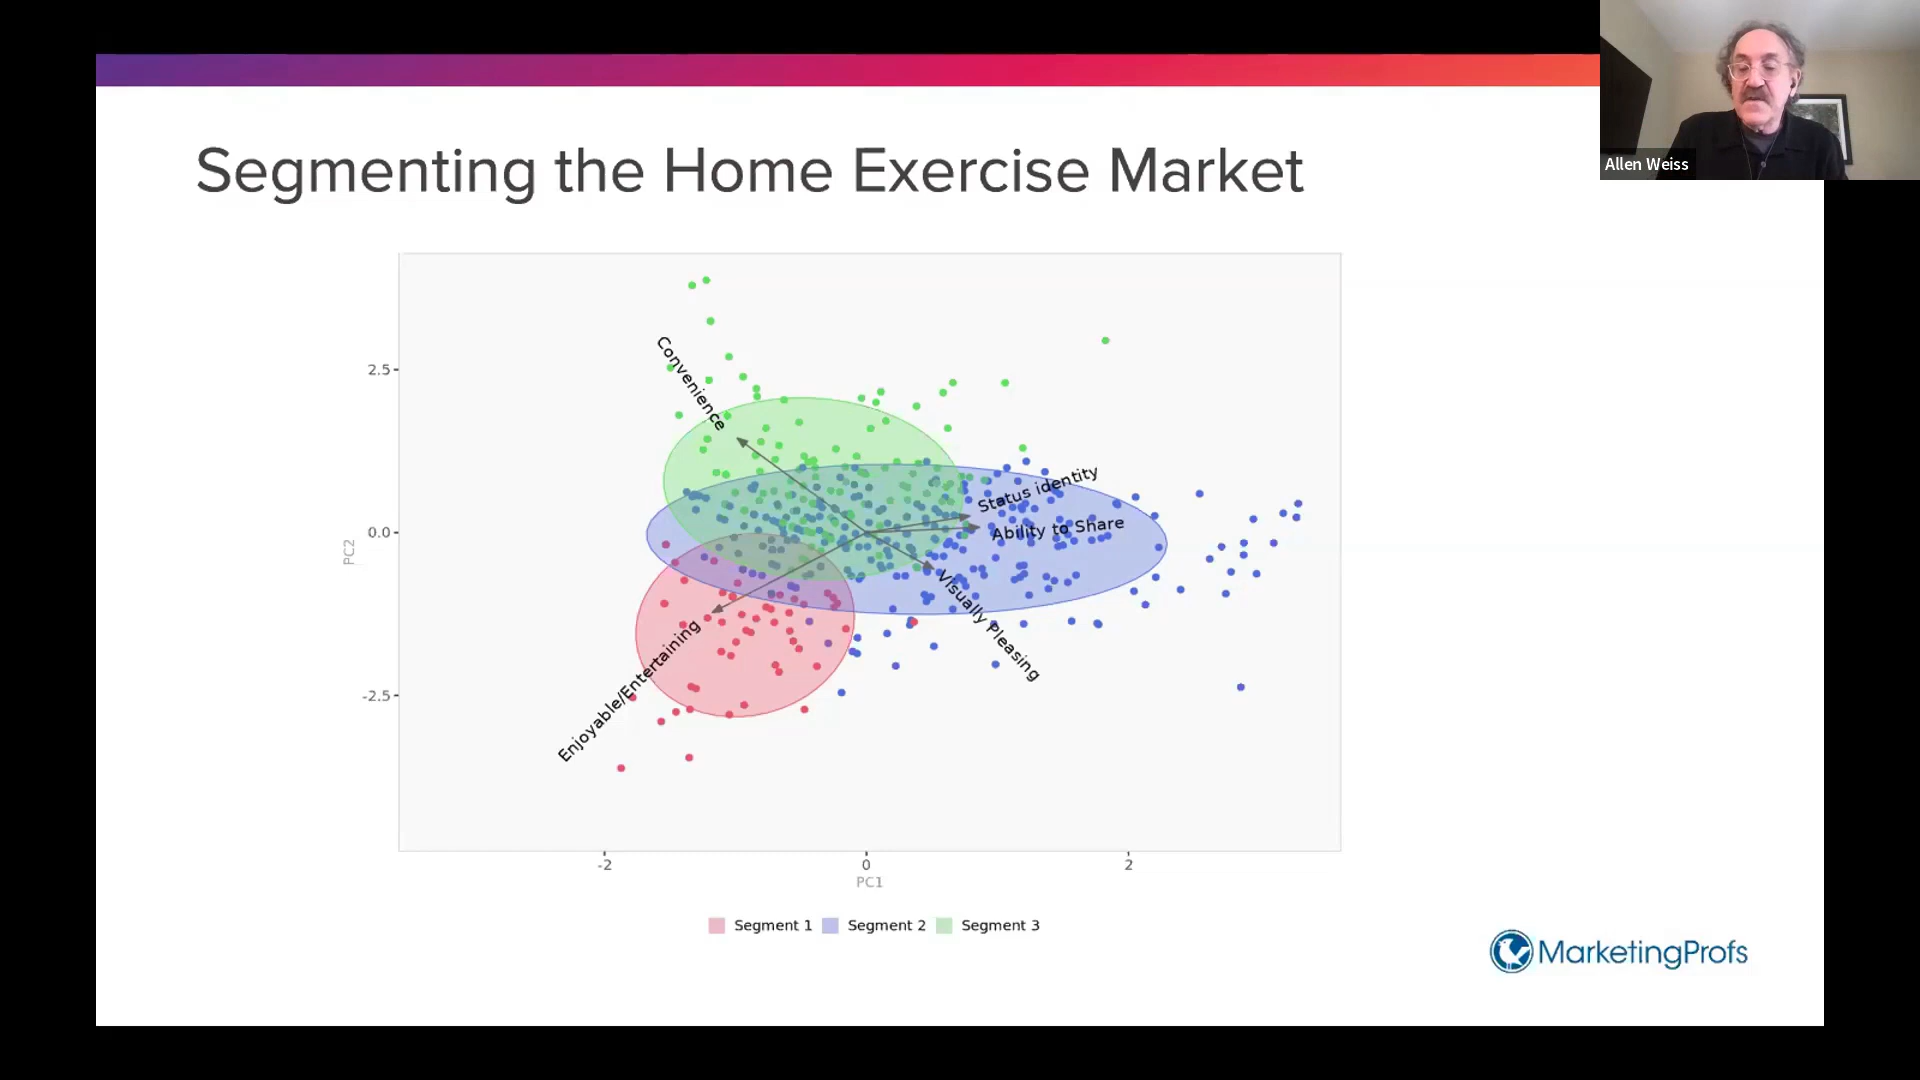 Allen Weiss
Segmenting the Home Exercise Market
Convenience
2.5
Status identity
Ability to Share
0.0
PC2
Visually Pleasing
Enjoyable/Entertaining
-2.5
-2
0
2
PC1
Segment 1
Segment 2
Segment 3
MarketingProfs